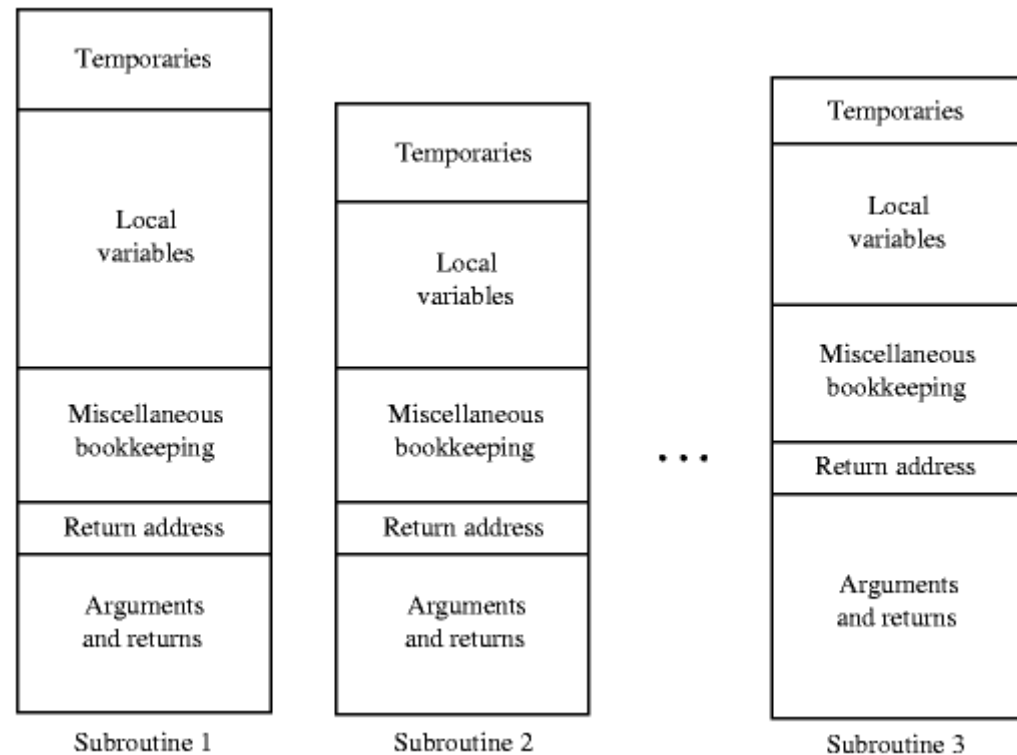 Temporaries
Local
variables
Miscellaneous
bookkeeping
Return address
Arguments
and returns
Subroutine 1
Temporaries
Local
variables
Miscellaneous
bookkeeping
Return address
Arguments
and returns
Subroutine 2
...
Temporaries
Local
variables
Miscellaneous
bookkeeping
Return address
Arguments
and returns
Subroutine 3